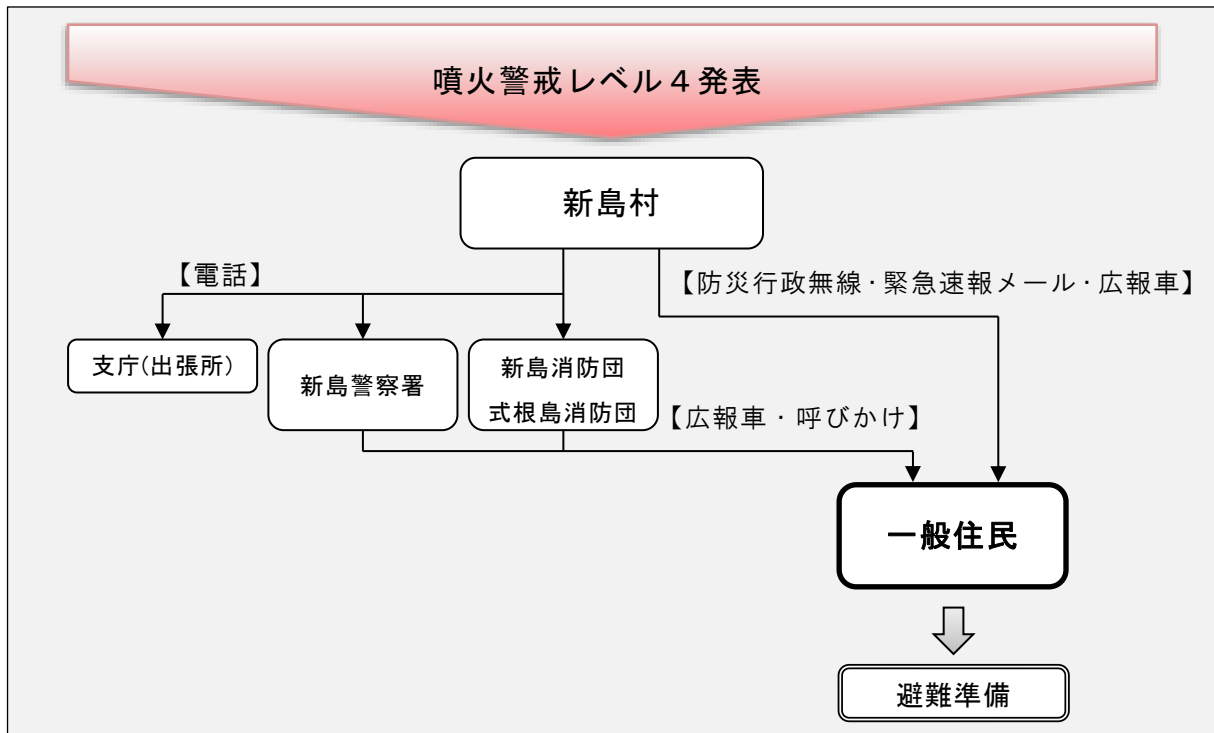 噴火警戒レベル４発表
新島村
【電話】
【防災行政無線･緊急速報メール･広報車】
支庁(出張所)
新島警察署
新島消防団
式根島消防団
【広報車・呼びかけ】
一般住民
避難準備